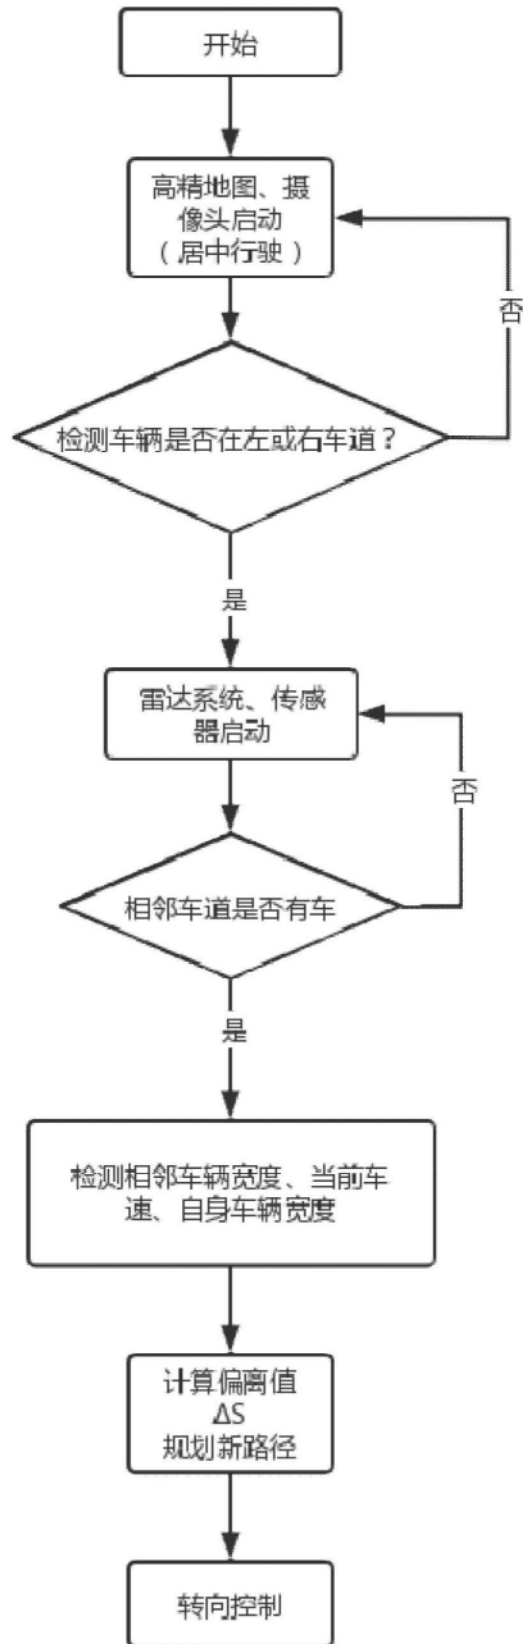 开始
高精地图、摄
像头启动
（居中行驶）
否
检测车辆是否在左或右车道？
是
雷达系统、传感
器启动
否
相邻车道是否有车
是
检测相邻车辆宽度、当前车
速、自身车辆宽度
计算偏离值
ΔS
规划新路径
转向控制